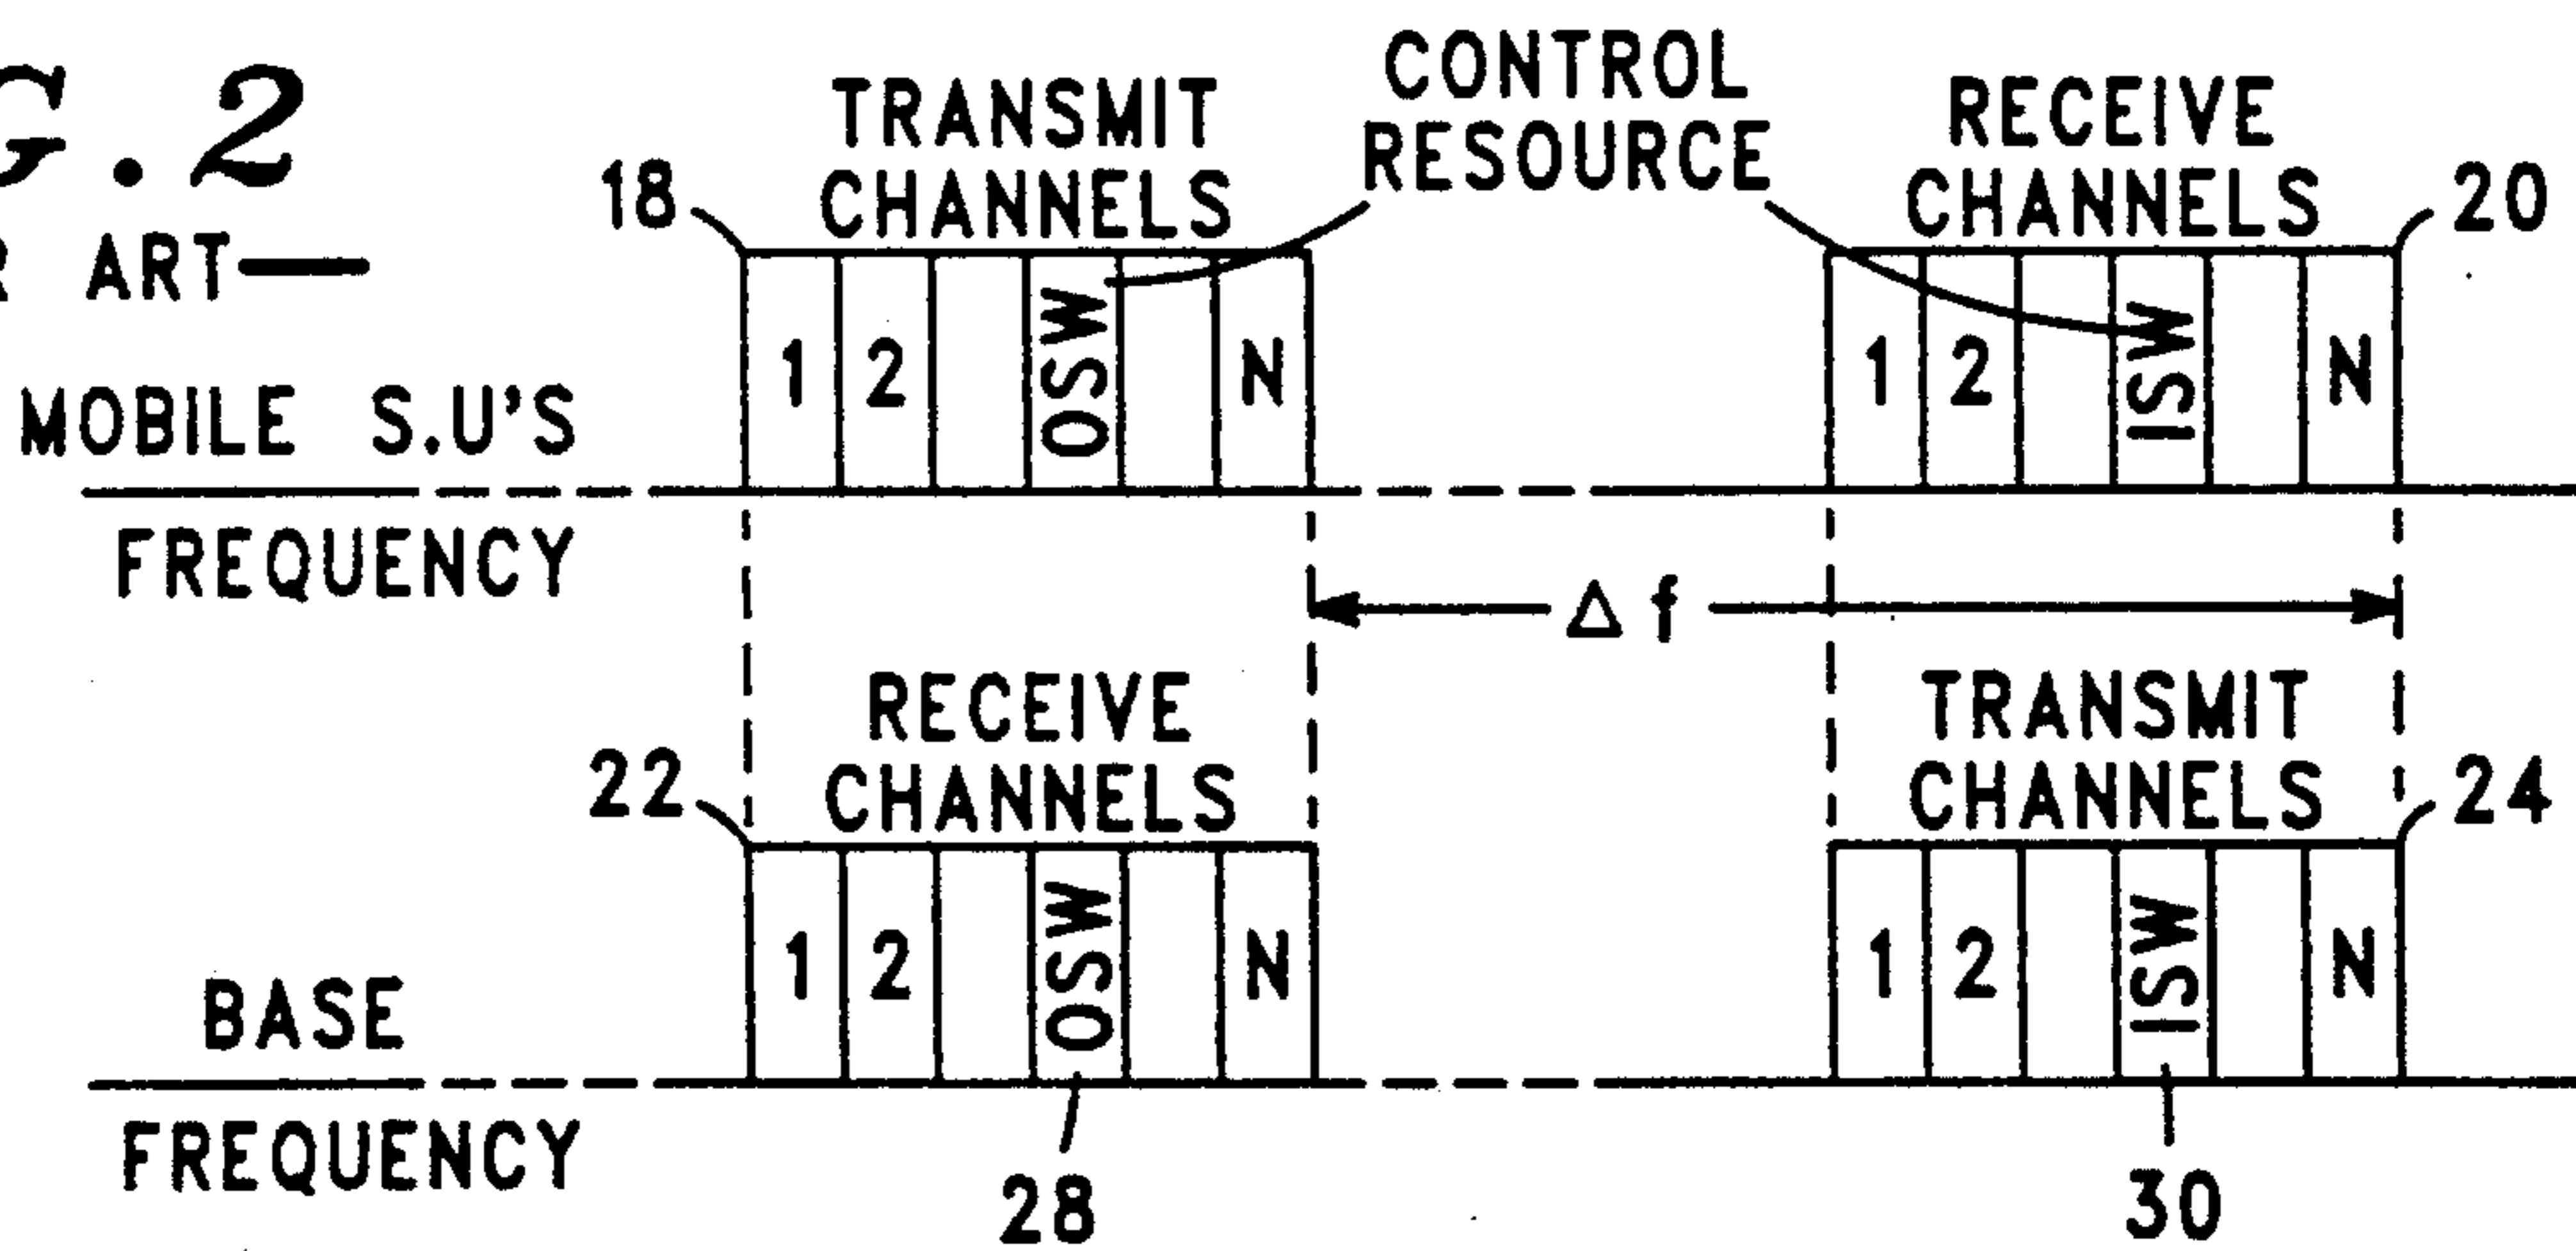 G.2
R ART—
TRANSMIT
CHANNELS
CONTROL
RESOURCE
RECEIVE
CHANNELS
18
20
1 2 OSW N
1 2 ISW N
MOBILE S.U'S
FREQUENCY
Δ f
RECEIVE
CHANNELS
TRANSMIT
CHANNELS
22
24
1 2 OSW N
1 2 ISW N
BASE
FREQUENCY
28
30